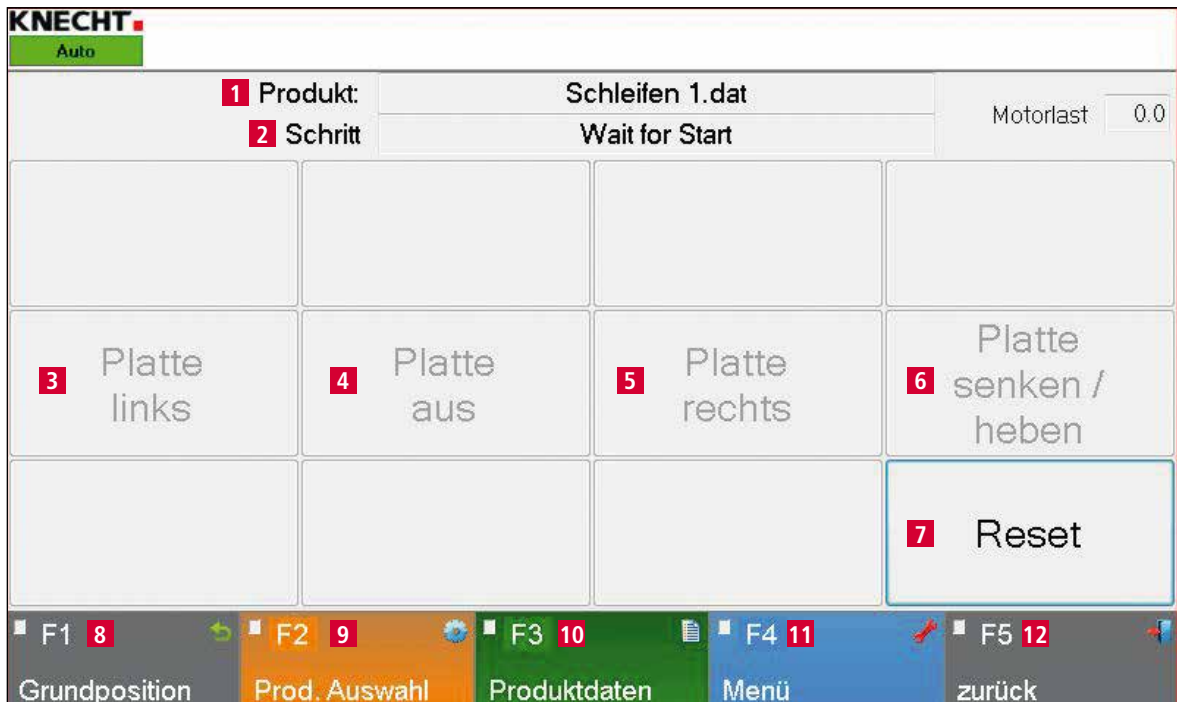 KNECHT
Auto
1 Produkt: Schleifen 1.dat
Motorlast 0.0
2 Schritt Wait for Start
3 Platte links
4 Platte aus
5 Platte rechts
6 Platte senken / heben
7 Reset
F1 8
Grundposition
F2 9
Prod. Auswahl
F3 10
Produktdaten
F4 11
Menü
F5 12
zurück